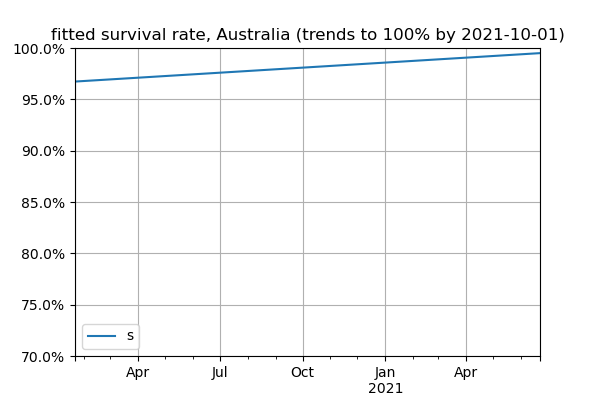 fitted survival rate, Australia (trends to 100% by 2021-10-01)
100.0%
95.0%
90.0%
85.0%
80.0%
75.0%
70.0%
s
Apr Jul Oct Jan Apr
2021